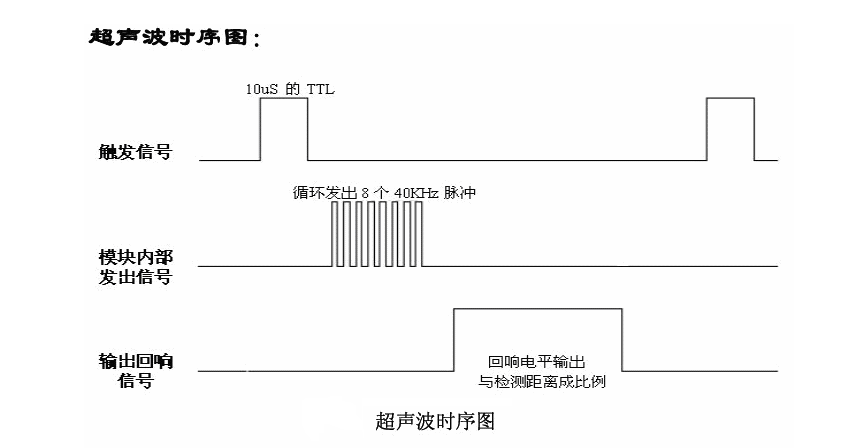 超声波时序图：
10uS 的 TTL
触发信号
循环发出8个 40KHz 脉冲
模块内部
发出信号
输出回响
信号
回响电平输出
与检测距离成比例
超声波时序图